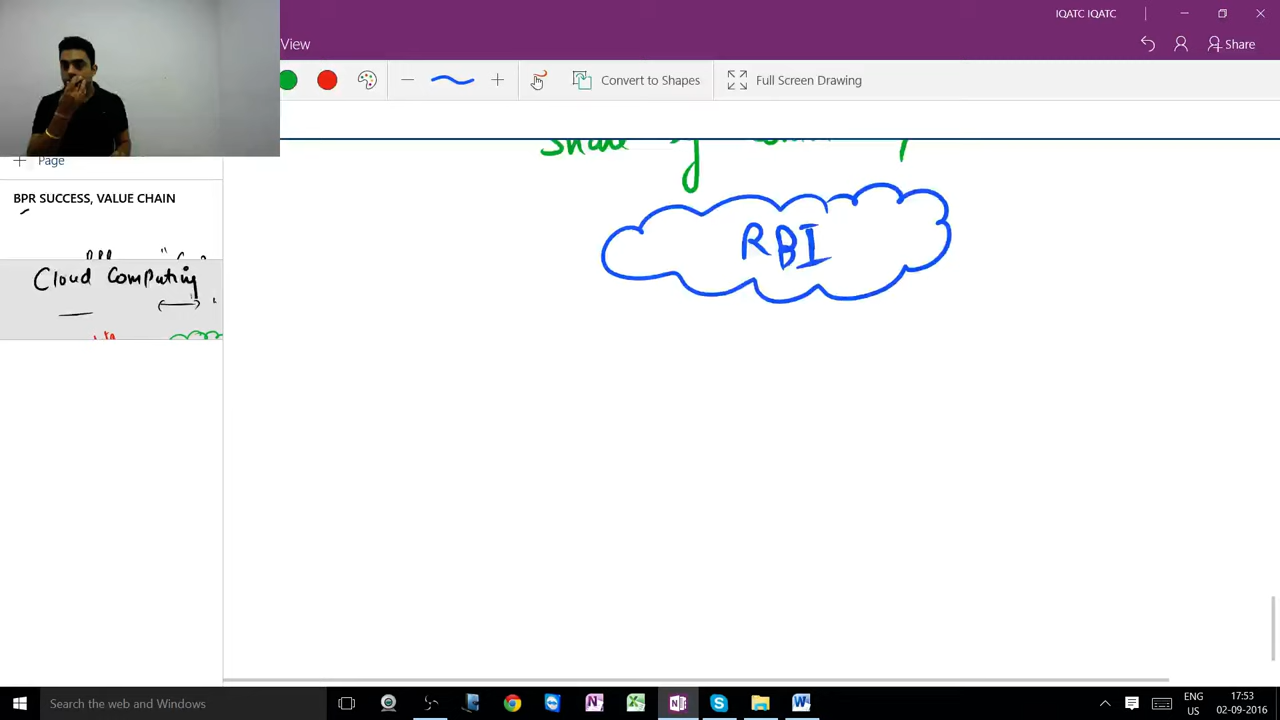 IQATC IQATC
View
Share
Convert to Shapes
Full Screen Drawing
Page
BPR SUCCESS, VALUE CHAIN
RBI
Cloud Computing
Search the web and Windows
ENG
US
17:53
02-09-2016